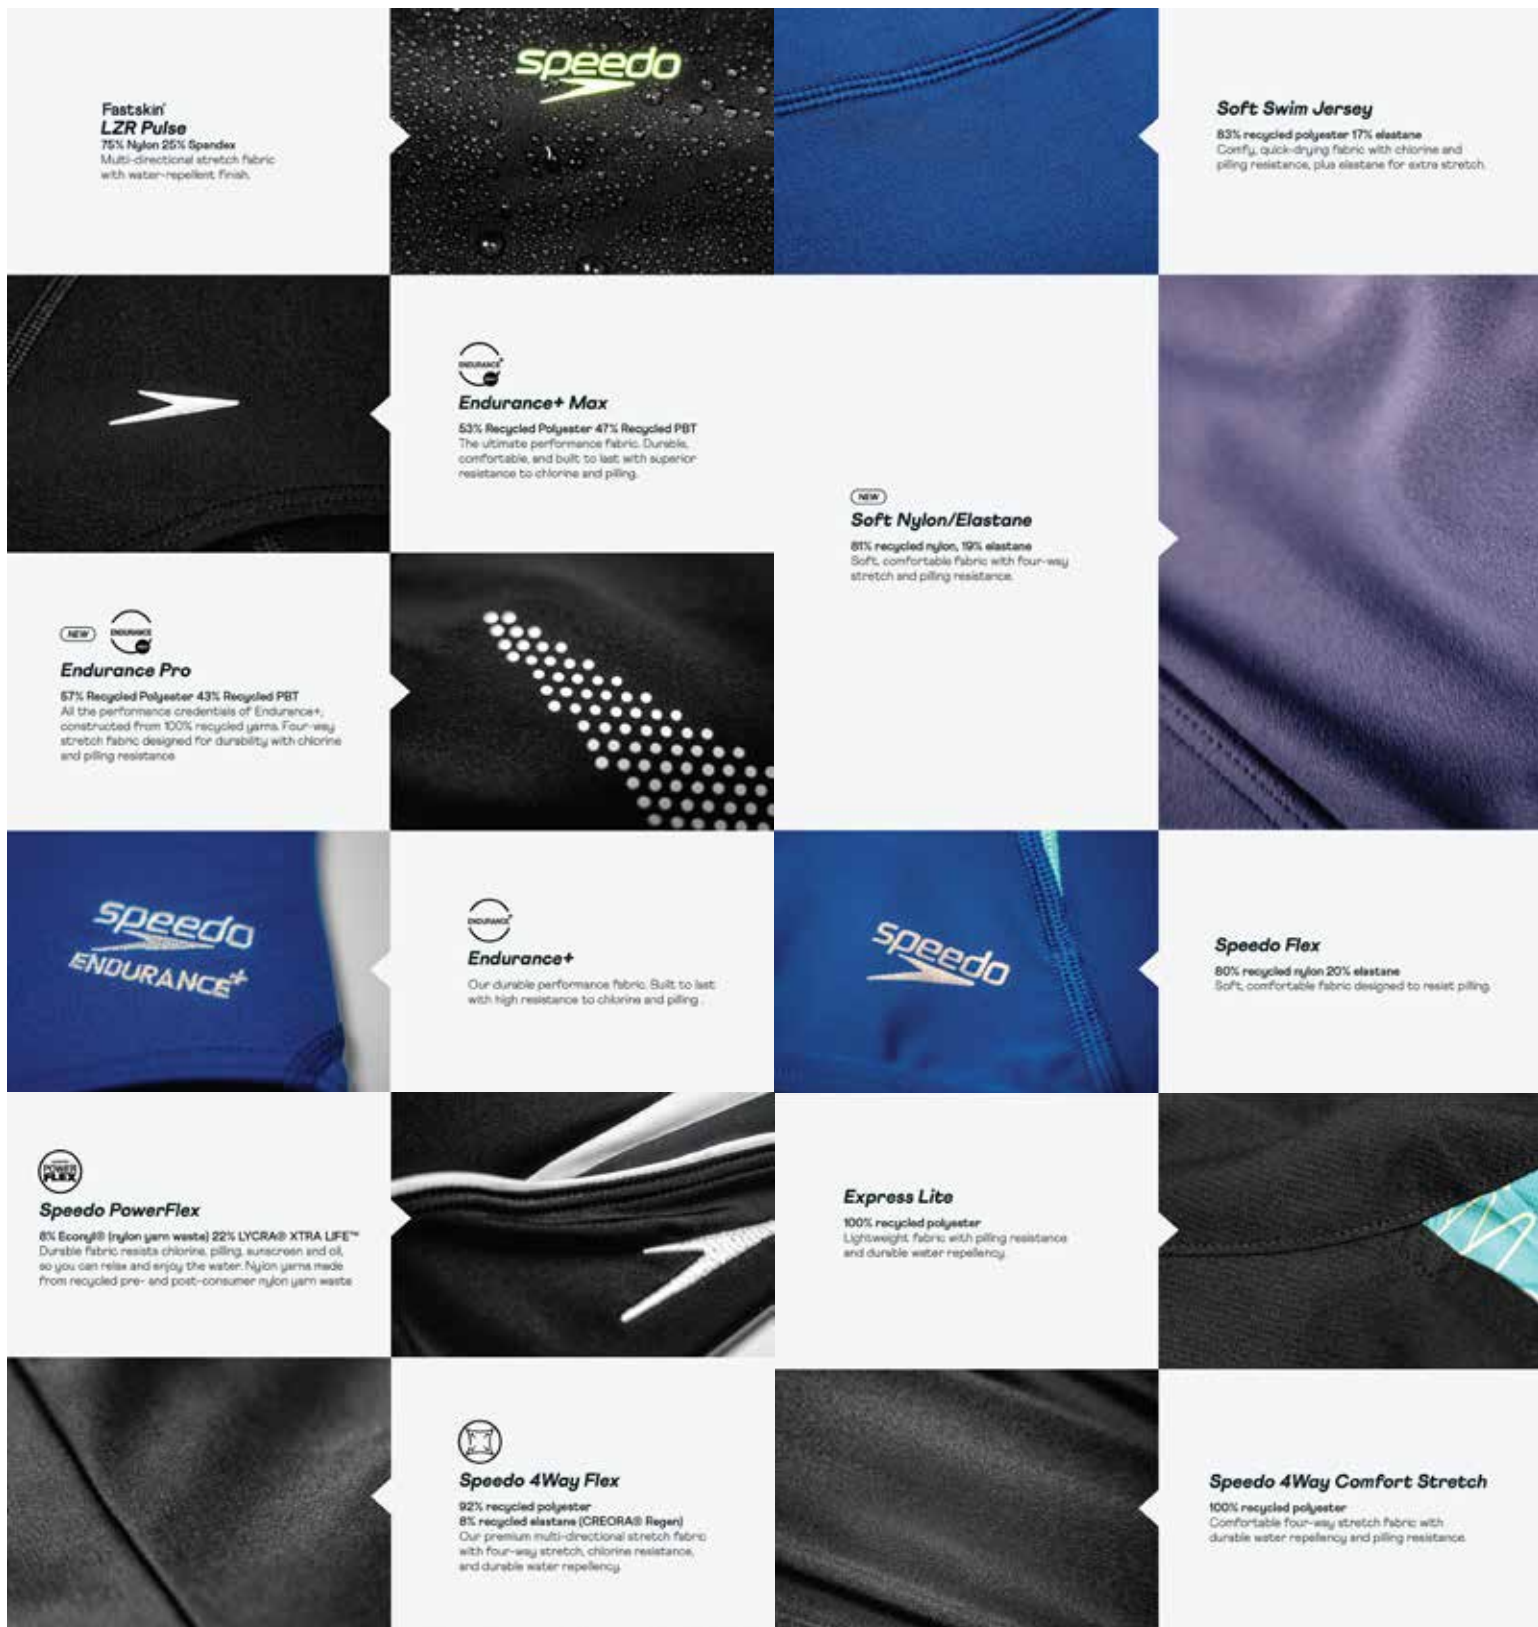 Fastskin
LZR Pulse
75% Nylon 25% Spandex
Multi-directional stretch fabric
with water-repellent finish.
speedo
Soft Swim Jersey
83% recycled polyester 17% elastane
Comfy, quick-drying fabric with chlorine and
pilling resistance, plus elastane for extra stretch.
ENDURANCE+
Endurance+ Max
53% Recycled Polyester 47% Recycled PBT
The ultimate performance fabric. Durable,
comfortable, and built to last with superior
resistance to chlorine and pilling.
NEW
Soft Nylon/Elastane
81% recycled nylon, 19% elastane
Soft, comfortable fabric with four-way
stretch and pilling resistance.
NEW
ENDURANCE
Endurance Pro
57% Recycled Polyester 43% Recycled PBT
All the performance credentials of Endurance+,
constructed from 100% recycled yarns. Four-way
stretch fabric designed for durability with chlorine
and pilling resistance
speedo
ENDURANCE+
ENDURANCE+
Endurance+
Our durable performance fabric. Built to last
with high resistance to chlorine and pilling.
speedo
Speedo Flex
80% recycled nylon 20% elastane
Soft, comfortable fabric designed to resist pilling.
POWER
FLEX
Speedo PowerFlex
8% Econyl® (nylon yarn waste) 22% LYCRA® XTRA LIFE™
Durable fabric resists chlorine, pilling, sunscreen and oil,
so you can relax and enjoy the water. Nylon yarns made
from recycled pre- and post-consumer nylon yarn waste
Express Lite
100% recycled polyester
Lightweight fabric with pilling resistance
and durable water repellency.
Speedo 4Way Flex
92% recycled polyester
8% recycled elastane (CREORA® Regen)
Our premium multi-directional stretch fabric
with four-way stretch, chlorine resistance,
and durable water repellency.
Speedo 4Way Comfort Stretch
100% recycled polyester
Comfortable four-way stretch fabric with
durable water repellency and pilling resistance.